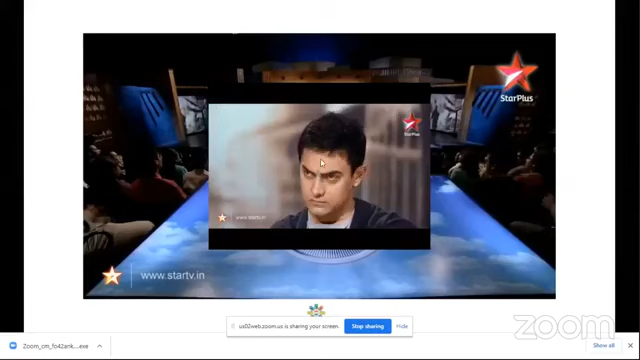 StarPlus
StarPlus
www.startv.in
www.startv.in
us02web.zoom.us is sharing your screen.
Stop sharing
Hide
zoom
Zoom_cm_fo42ank....exe
Show all